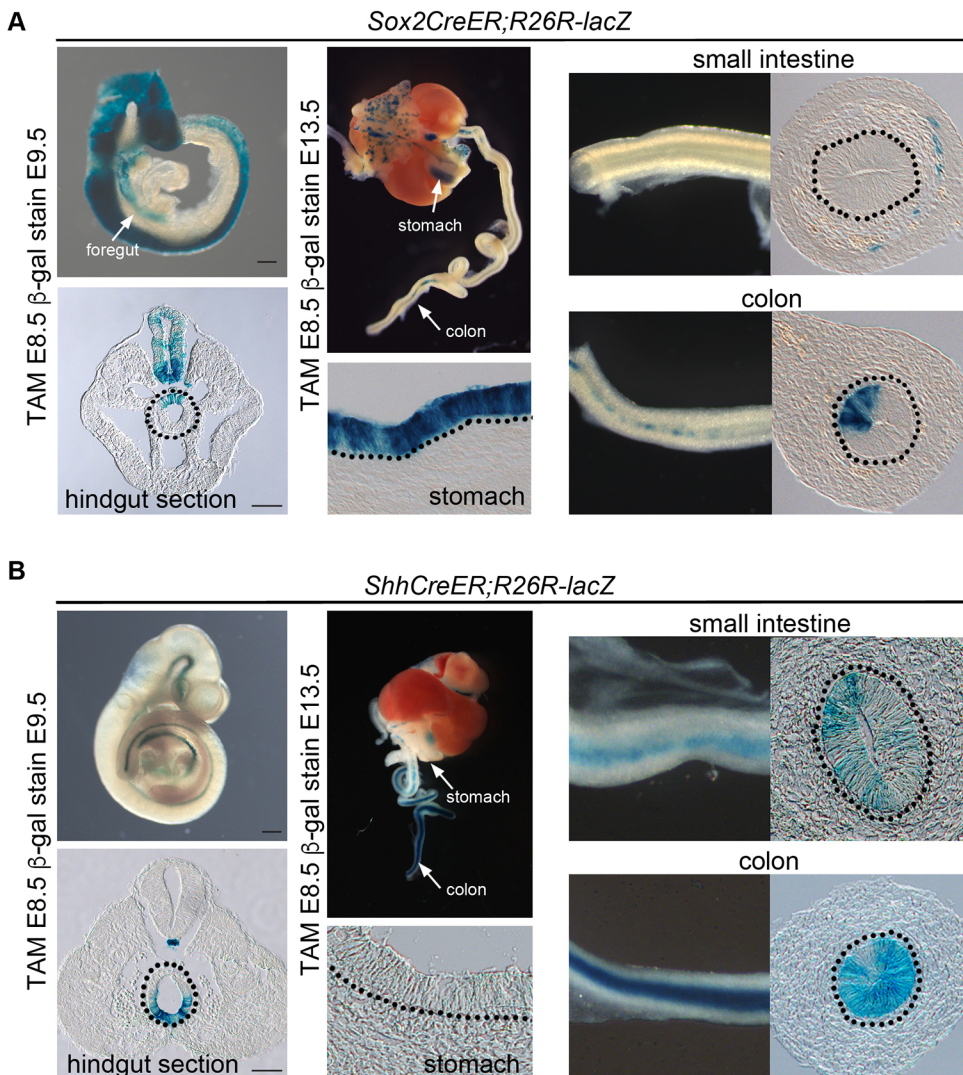 A
Sox2CreER;R26R-lacZ
TAM E8.5 β-gal stain E9.5
foregut
hindgut section
TAM E8.5 β-gal stain E13.5
stomach
colon
stomach
small intestine
colon
B
ShhCreER;R26R-lacZ
TAM E8.5 β-gal stain E9.5
hindgut section
TAM E8.5 β-gal stain E13.5
stomach
colon
stomach
small intestine
colon